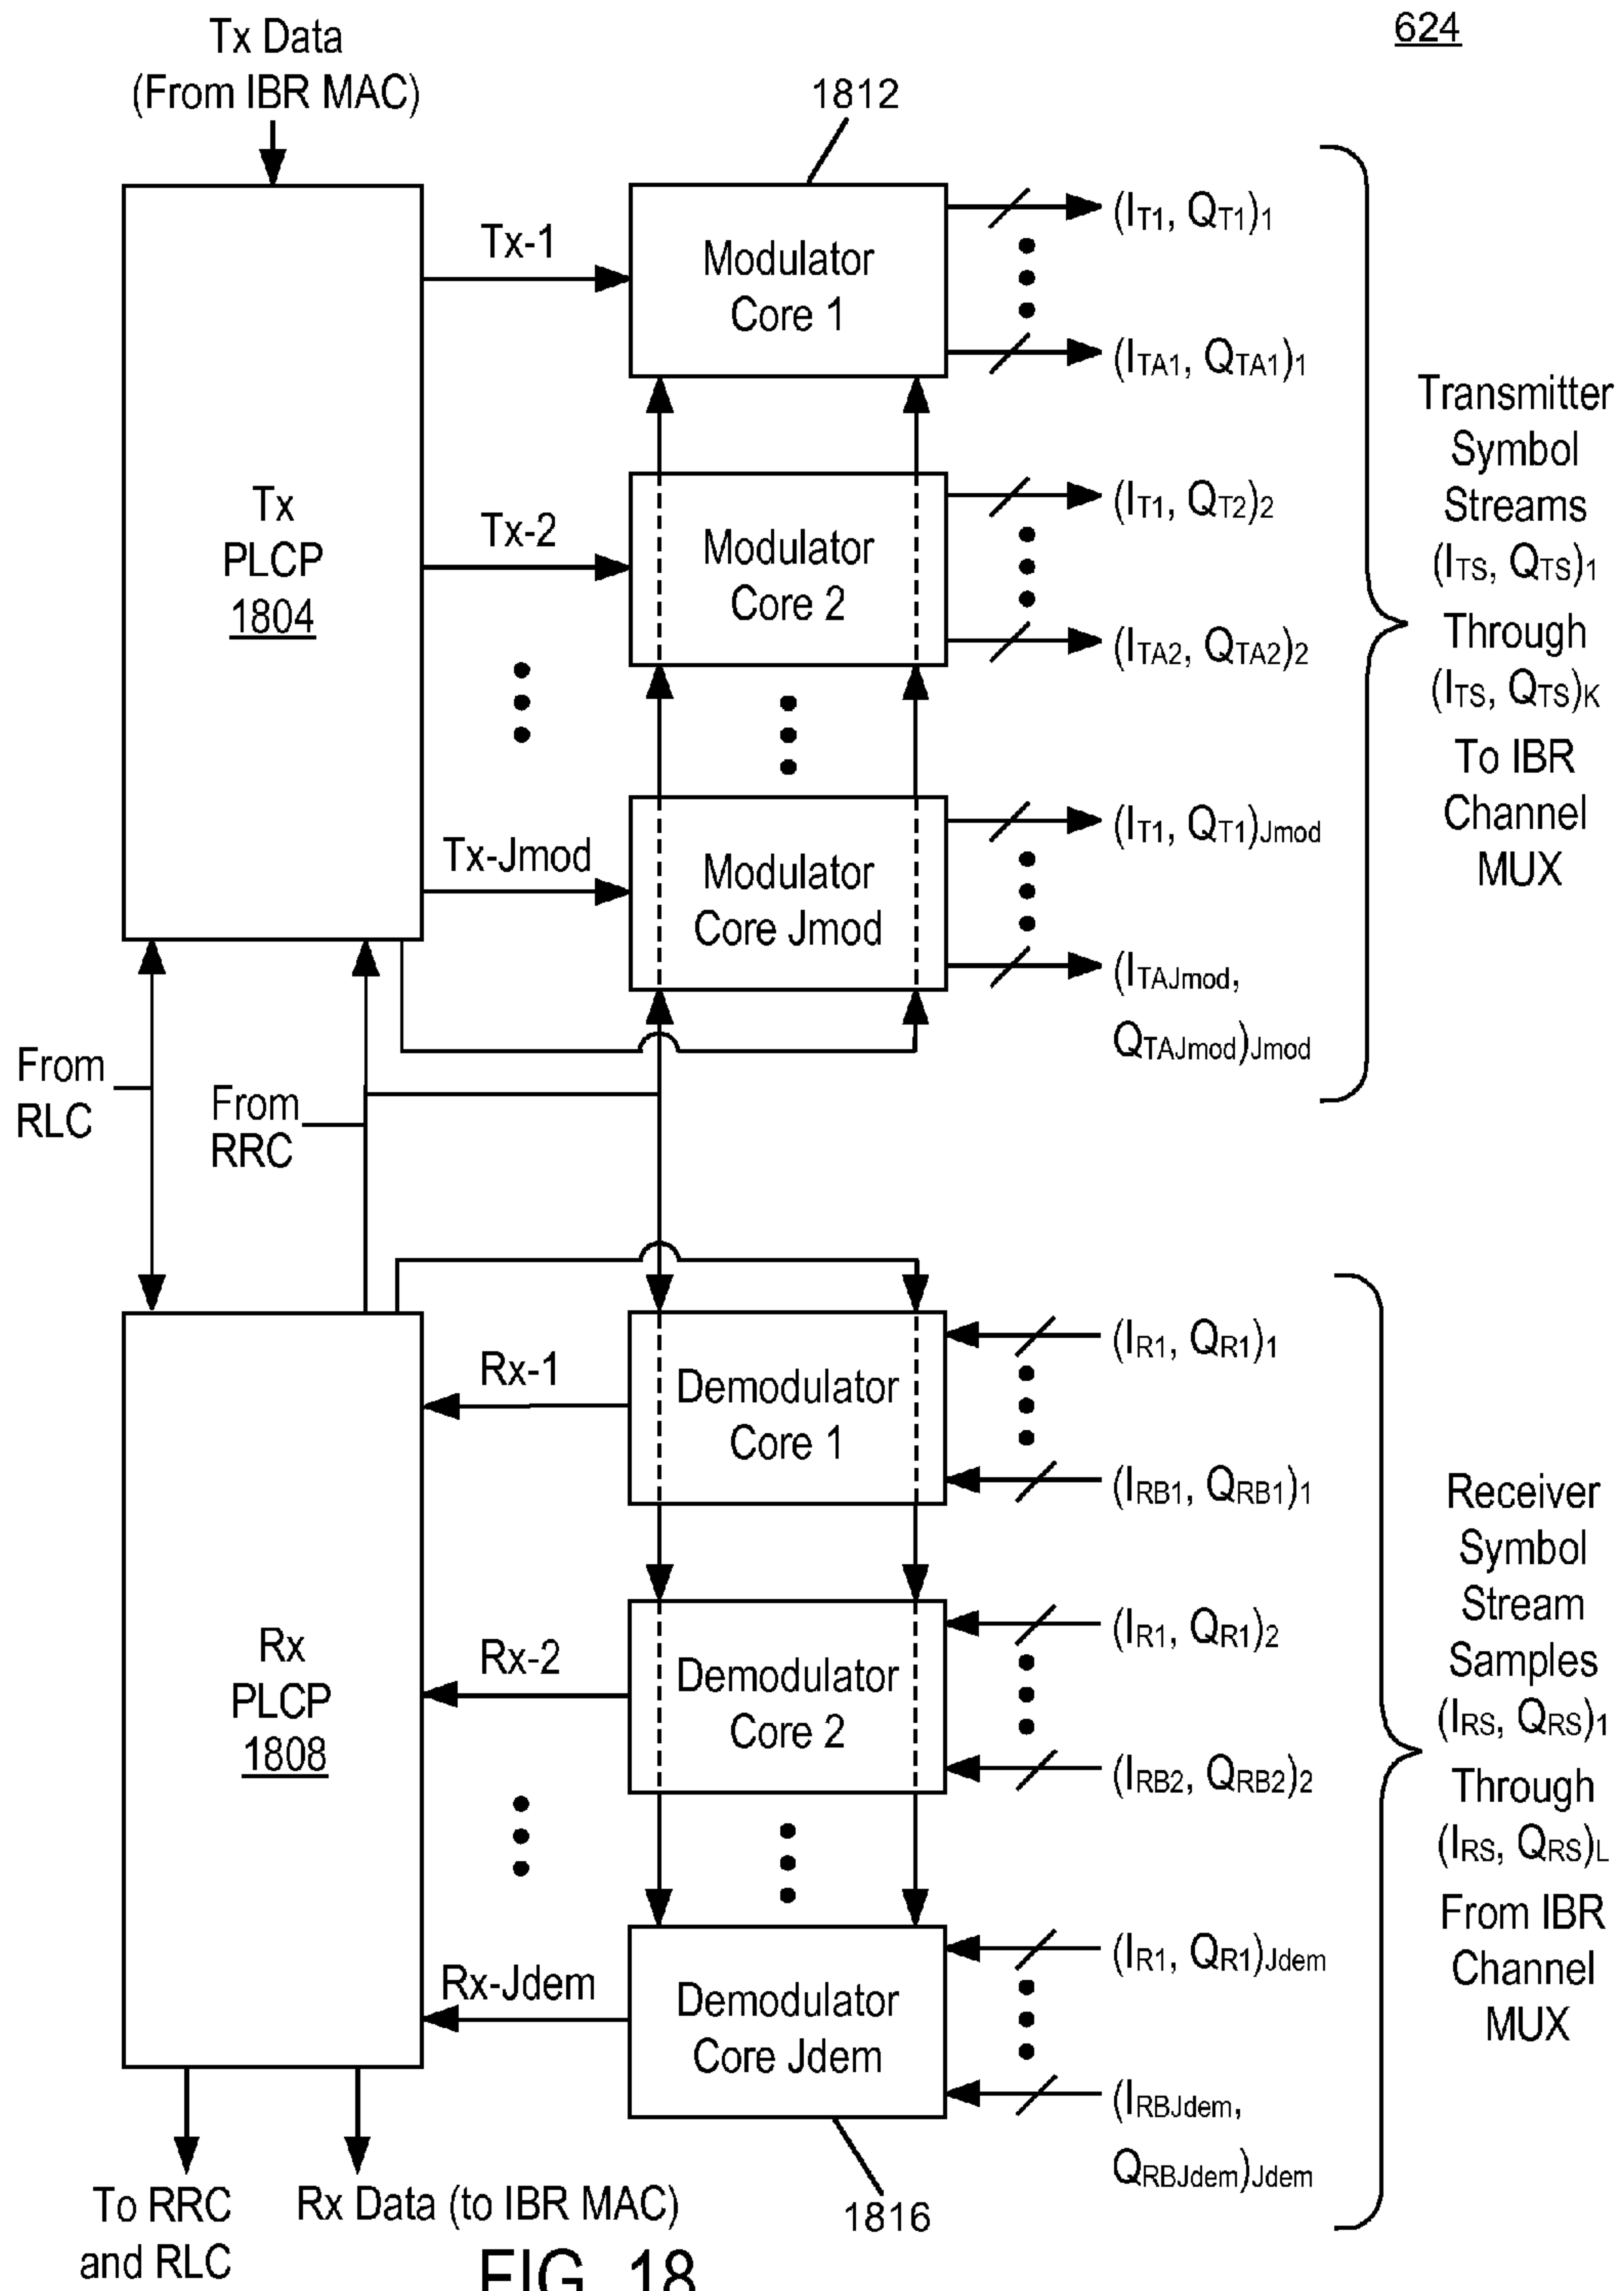 624
Tx Data
(From IBR MAC)
1812
Tx
PLCP
1804
Tx-1
Modulator
Core 1
(IT1, QT1)1
(ITA1, QTA1)1
Tx-2
Modulator
Core 2
(IT1, QT2)2
(ITA2, QTA2)2
Tx-Jmod
Modulator
Core Jmod
(IT1, QT1)Jmod
(ITAJmod,
QTAJmod)Jmod
Transmitter
Symbol
Streams
(ITS, QTS)1
Through
(ITS, QTS)K
To IBR
Channel
MUX
From
RLC
From
RRC
Rx
PLCP
1808
Rx-1
Demodulator
Core 1
(IR1, QR1)1
(IRB1, QRB1)1
Rx-2
Demodulator
Core 2
(IR1, QR1)2
(IRB2, QRB2)2
Rx-Jdem
Demodulator
Core Jdem
(IR1, QR1)Jdem
(IRBJdem,
QRBJdem)Jdem
1816
Receiver
Symbol
Stream
Samples
(IRS, QRS)1
Through
(IRS, QRS)L
From IBR
Channel
MUX
To RRC
and RLC
Rx Data (to IBR MAC)
FIG. 18